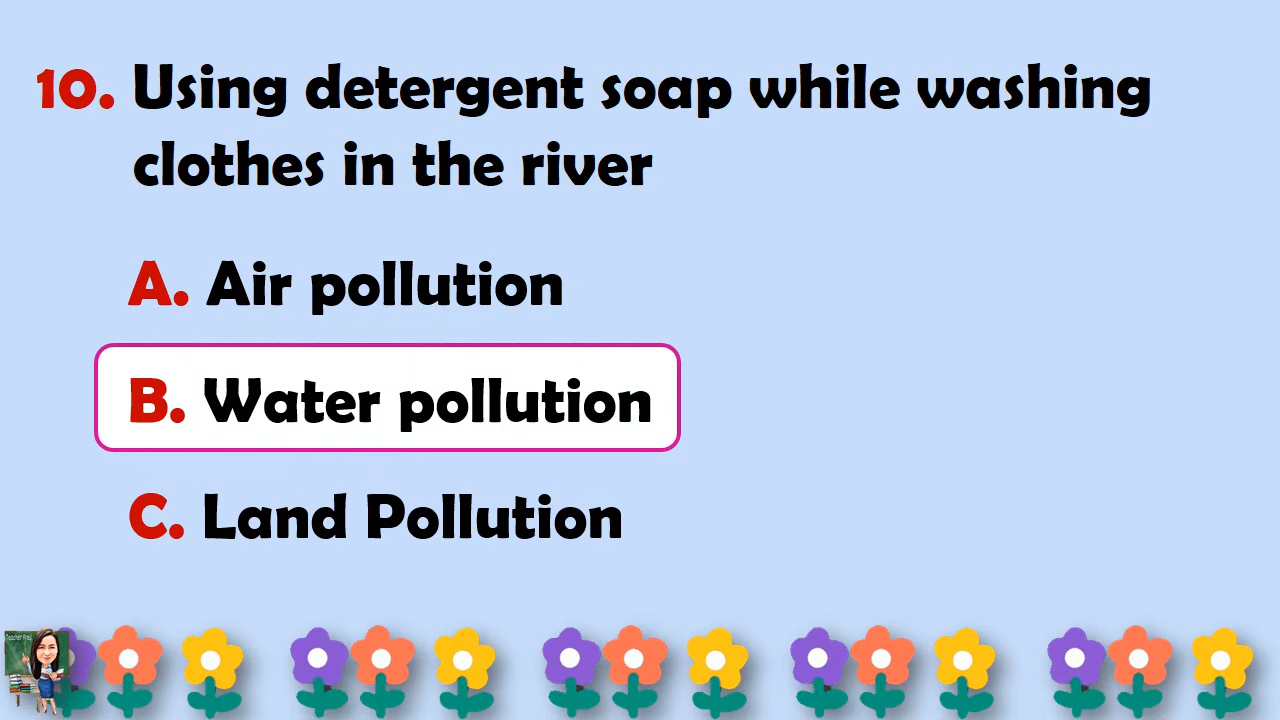 10. Using detergent soap while washing
clothes in the river
A. Air pollution
B. Water pollution
C. Land Pollution